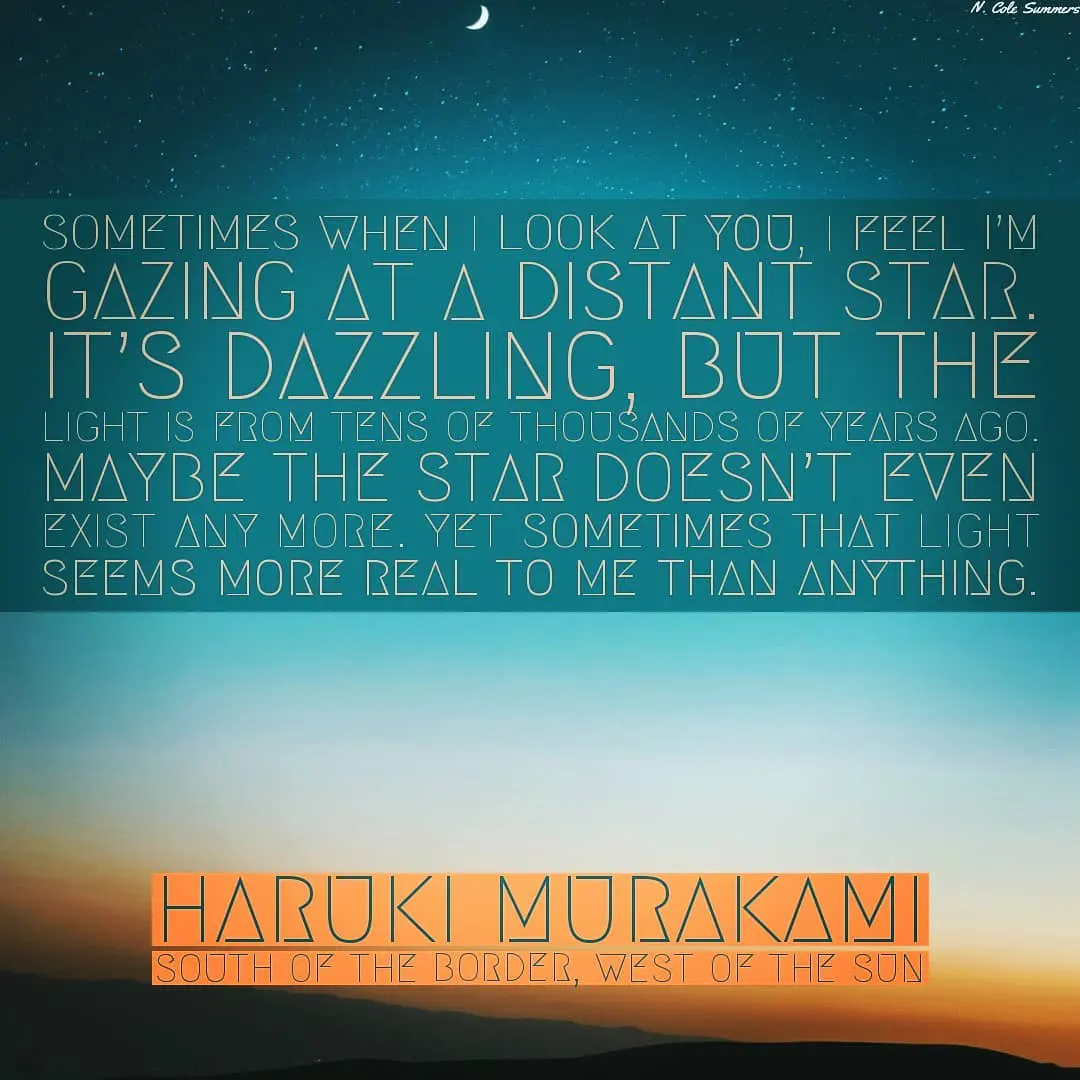 N. Cole Summers
SOMETIMES WHEN I LOOK AT YOU, I FEEL I'M
GAZING AT A DISTANT STAR.
IT'S DAZZLING, BUT THE
LIGHT IS FROM TENS OF THOUSANDS OF YEARS AGO.
MAYBE THE STAR DOESN'T EVEN
EXIST ANY MORE. YET SOMETIMES THAT LIGHT
SEEMS MORE REAL TO ME THAN ANYTHING.
HARUKI MURAKAMI
SOUTH OF THE BORDER, WEST OF THE SUN